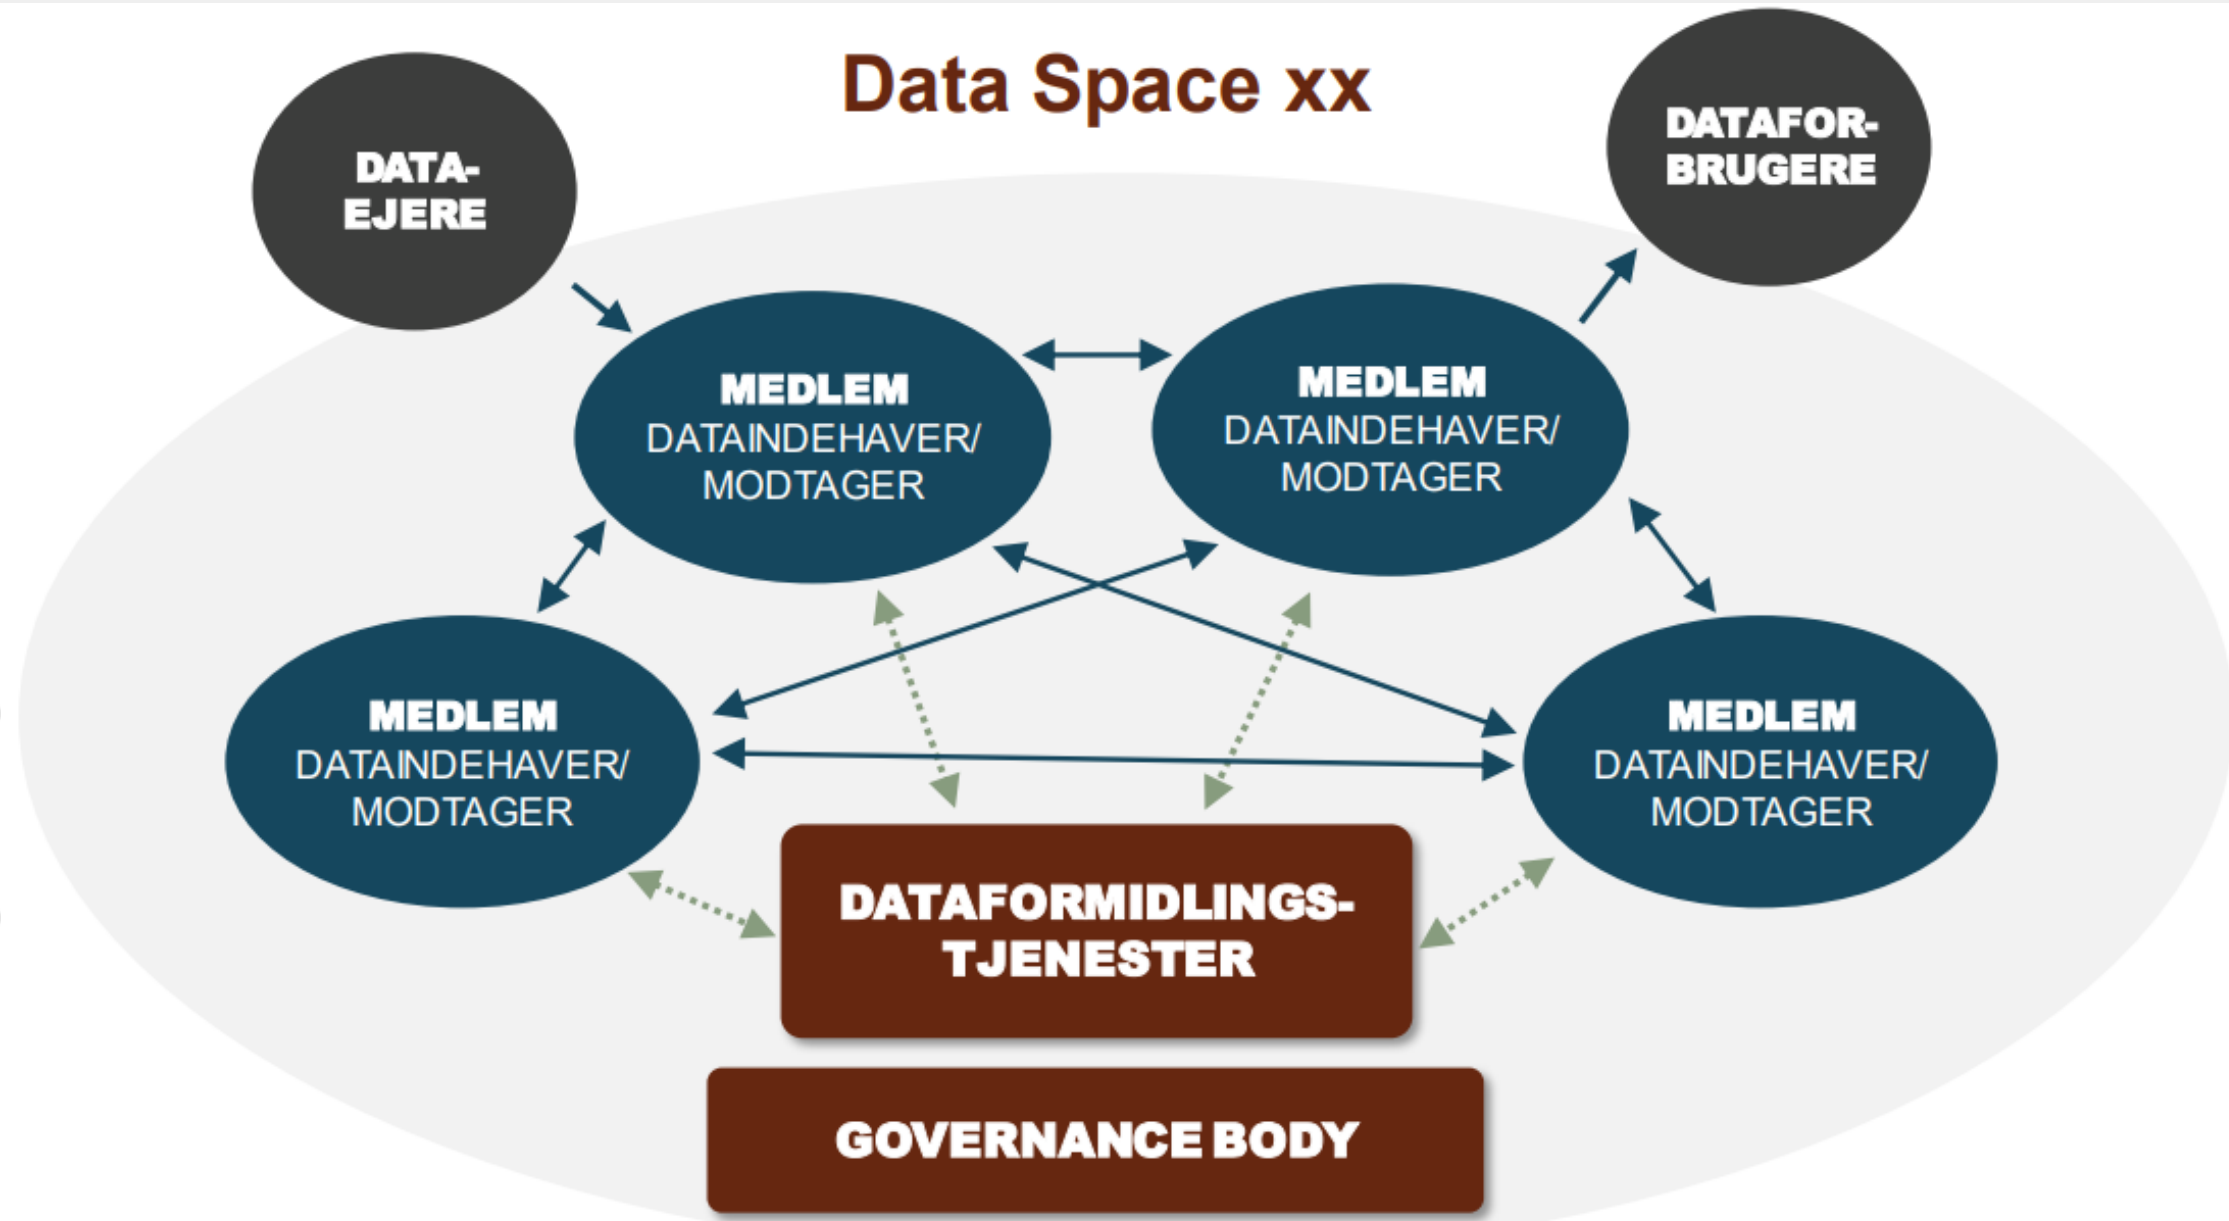 Data Space xx
DATA-
EJERE
DATAFOR-
BRUGERE
MEDLEM
DATAINDEHAVER/
MODTAGER
MEDLEM
DATAINDEHAVER/
MODTAGER
MEDLEM
DATAINDEHAVER/
MODTAGER
MEDLEM
DATAINDEHAVER/
MODTAGER
DATAFORMIDLINGS-
TJENESTER
GOVERNANCE BODY